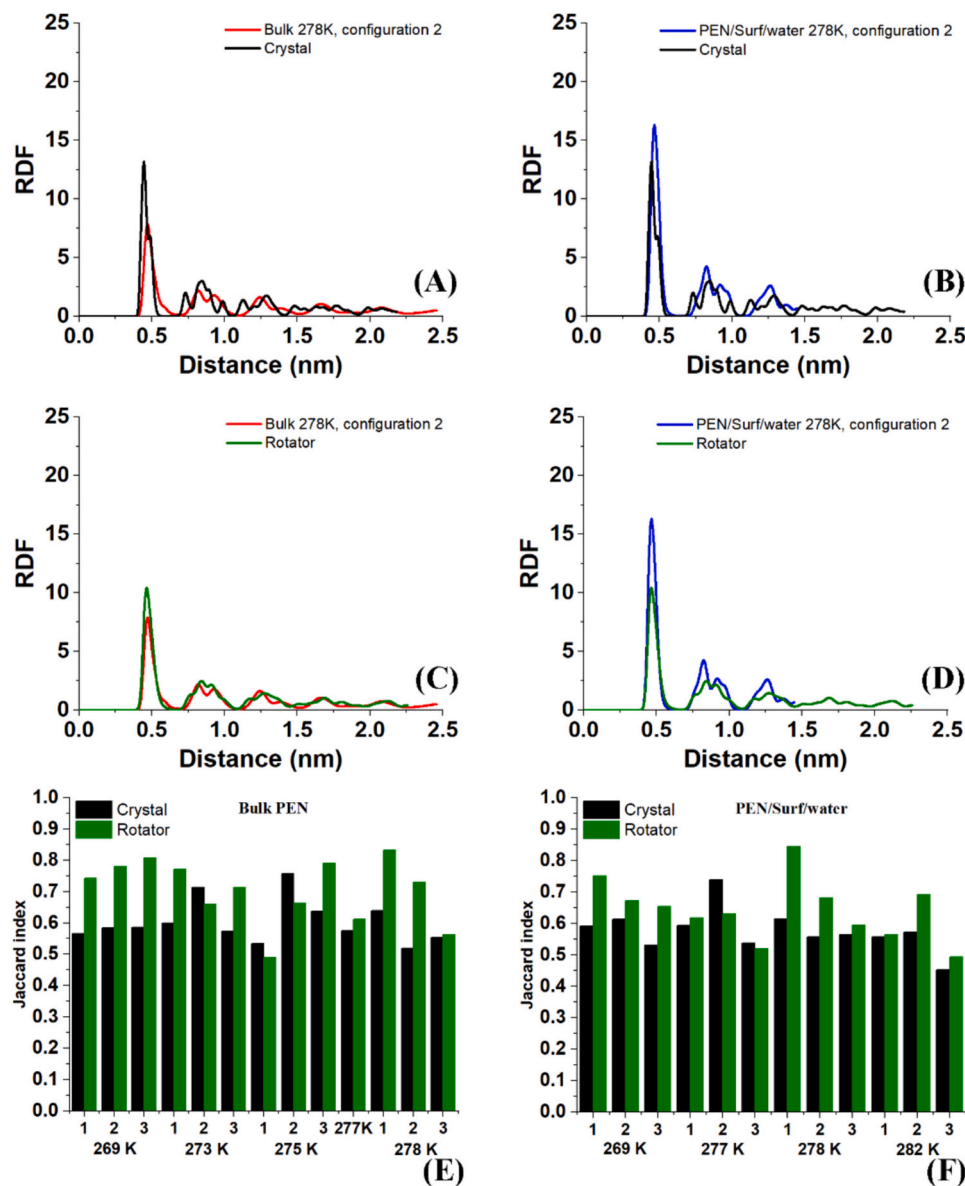 25
20
15
10
5
0
RDF
Bulk 278K, configuration 2
Crystal
(A)
0.0 0.5 1.0 1.5 2.0 2.5
Distance (nm)
25
20
15
10
5
0
RDF
PEN/Surf/water 278K, configuration 2
Crystal
(B)
0.0 0.5 1.0 1.5 2.0 2.5
Distance (nm)
25
20
15
10
5
0
RDF
Bulk 278K, configuration 2
Rotator
(C)
0.0 0.5 1.0 1.5 2.0 2.5
Distance (nm)
25
20
15
10
5
0
RDF
PEN/Surf/water 278K, configuration 2
Rotator
(D)
0.0 0.5 1.0 1.5 2.0 2.5
Distance (nm)
1.0
0.9
0.8
0.7
0.6
0.5
0.4
0.3
0.2
0.1
0.0
Jaccard index
Crystal
Rotator
Bulk PEN
1 2 3 1 2 3 1 2 3 277K 1 2 3
269 K 273 K 275 K 278 K
(E)
1.0
0.9
0.8
0.7
0.6
0.5
0.4
0.3
0.2
0.1
0.0
Jaccard index
Crystal
Rotator
PEN/Surf/water
1 2 3 1 2 3 1 2 3 1 2 3
269 K 277 K 278 K 282 K
(F)